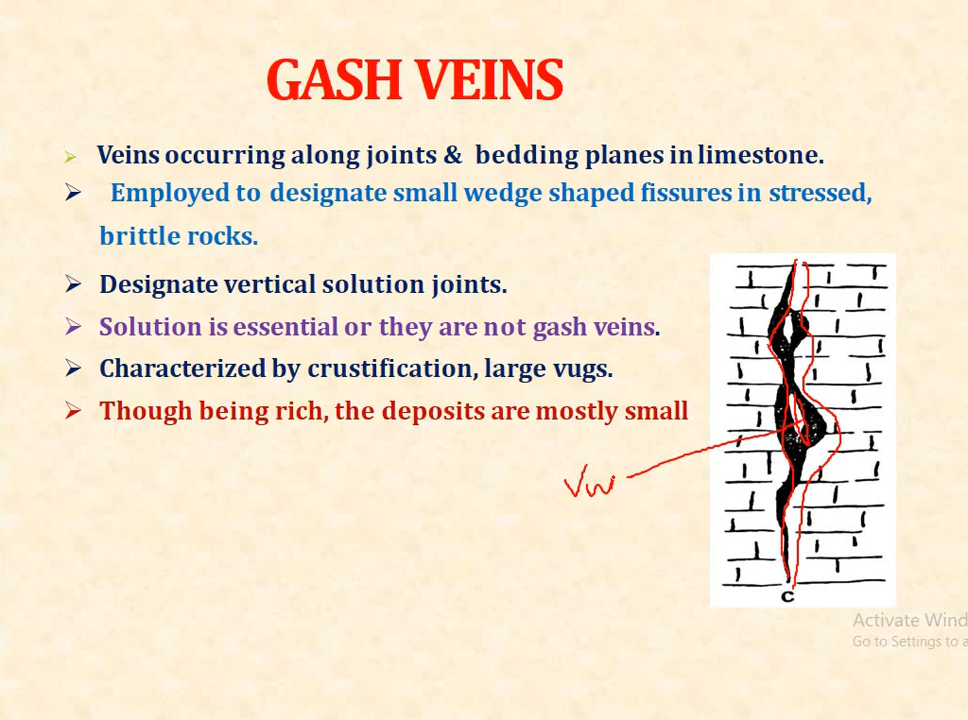 GASH VEINS
➢ Veins occurring along joints & bedding planes in limestone.
➢ Employed to designate small wedge shaped fissures in stressed,
brittle rocks.
➢ Designate vertical solution joints.
➢ Solution is essential or they are not gash veins.
➢ Characterized by crustification, large vugs.
➢ Though being rich, the deposits are mostly small
C
Activate Wind
Go to Settings to a